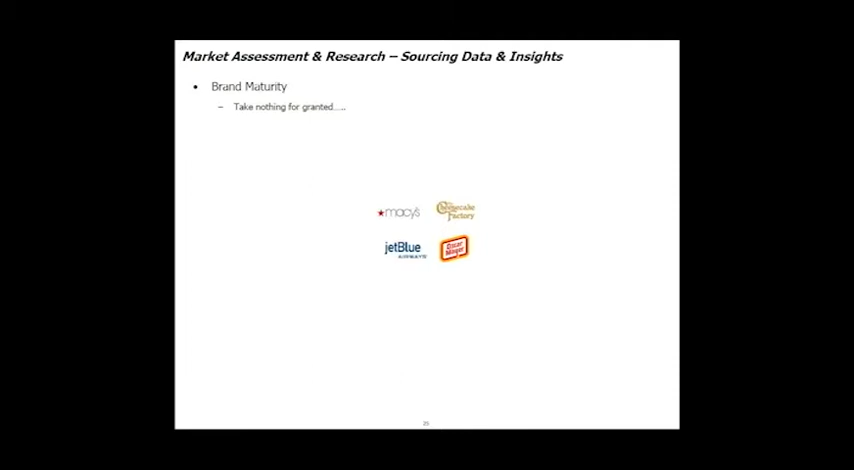 Market Assessment & Research – Sourcing Data & Insights
• Brand Maturity
– Take nothing for granted.....
★macy's
The Cheesecake Factory
jetBlue
AIRWAYS
Oscar Mayer
25